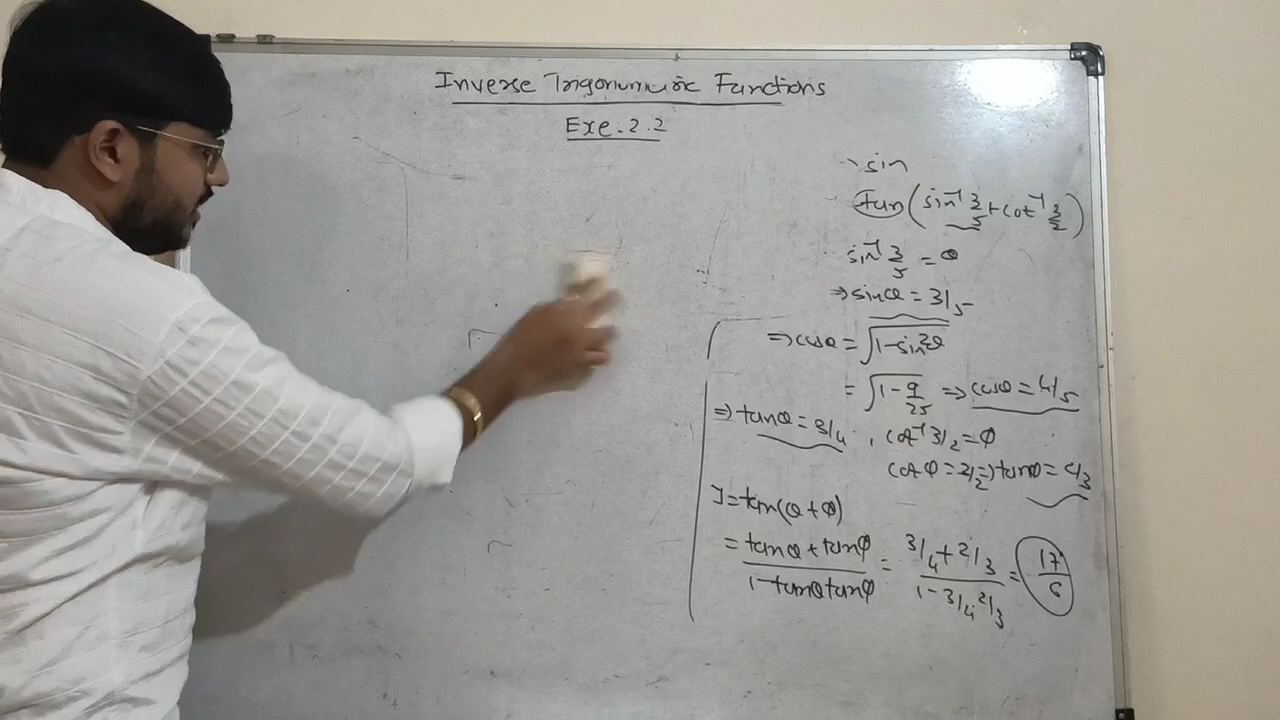 Inverse Trigonometric Functions
Exe. 2.2
sin
tan(sin⁻¹ 3/5 + cot⁻¹ 3/2)
sin⁻¹ 3/5 = θ
⇒ sinθ = 3/5
⇒ cosθ = √1-sin²θ
= √1 - 9/25 ⇒ cosθ = 4/5
⇒ tanθ = 3/4 , cot⁻¹ 3/2 = φ
cot φ = 3/2 ⇒ tanφ = 2/3
I = tan(θ + φ)
= tanθ + tanφ / 1 - tanθ tanφ = 3/4 + 2/3 / 1 - 3/4 2/3 = 17/6